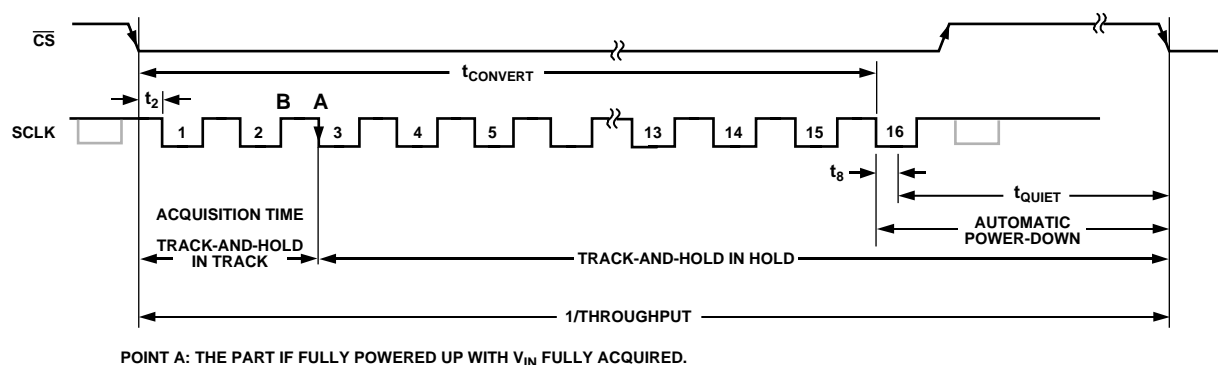 CS
tCONVERT
t2
B A
SCLK
1 2 3 4 5 13 14 15 16
t8
tQUIET
ACQUISITION TIME
AUTOMATIC
POWER-DOWN
TRACK-AND-HOLD
IN TRACK
TRACK-AND-HOLD IN HOLD
1/THROUGHPUT
POINT A: THE PART IF FULLY POWERED UP WITH VIN FULLY ACQUIRED.